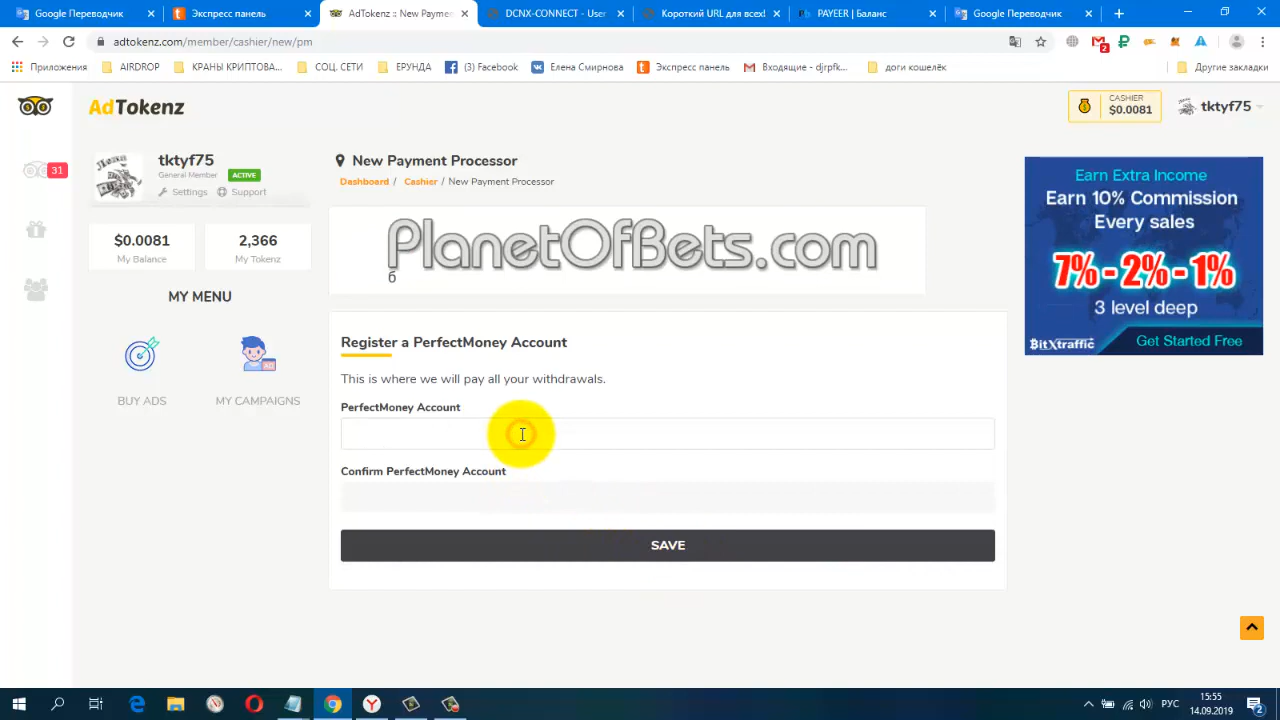 Google Переводчик
Экспресс панель
AdTokenz :: New Paymen
DCNX-CONNECT - User
Короткий URL для всех!
PAYEER | Баланс
Google Переводчик
adtokenz.com/member/cashier/new/pm
2
Приложения
AIRDROP
КРАНЫ КРИПТОВА...
СОЦ. СЕТИ
ЕРУНДА
(3) Facebook
Елена Смирнова
Экспресс панель
Входящие - djrpfk...
доги кошелёк
Другие закладки
AdTokenz
CASHIER
$0.0081
tktyf75
31
tktyf75
General Member
ACTIVE
Settings
Support
$0.0081
My Balance
2,366
My Tokenz
MY MENU
BUY ADS
MY CAMPAIGNS
New Payment Processor
Dashboard / Cashier / New Payment Processor
PlanetOfBets.com
б
Register a PerfectMoney Account
This is where we will pay all your withdrawals.
PerfectMoney Account
Confirm PerfectMoney Account
SAVE
Earn Extra Income
Earn 10% Commission
Every sales
7% - 2% - 1%
3 level deep
BitXtraffic
Get Started Free
РУС
15:55
14.09.2019
2